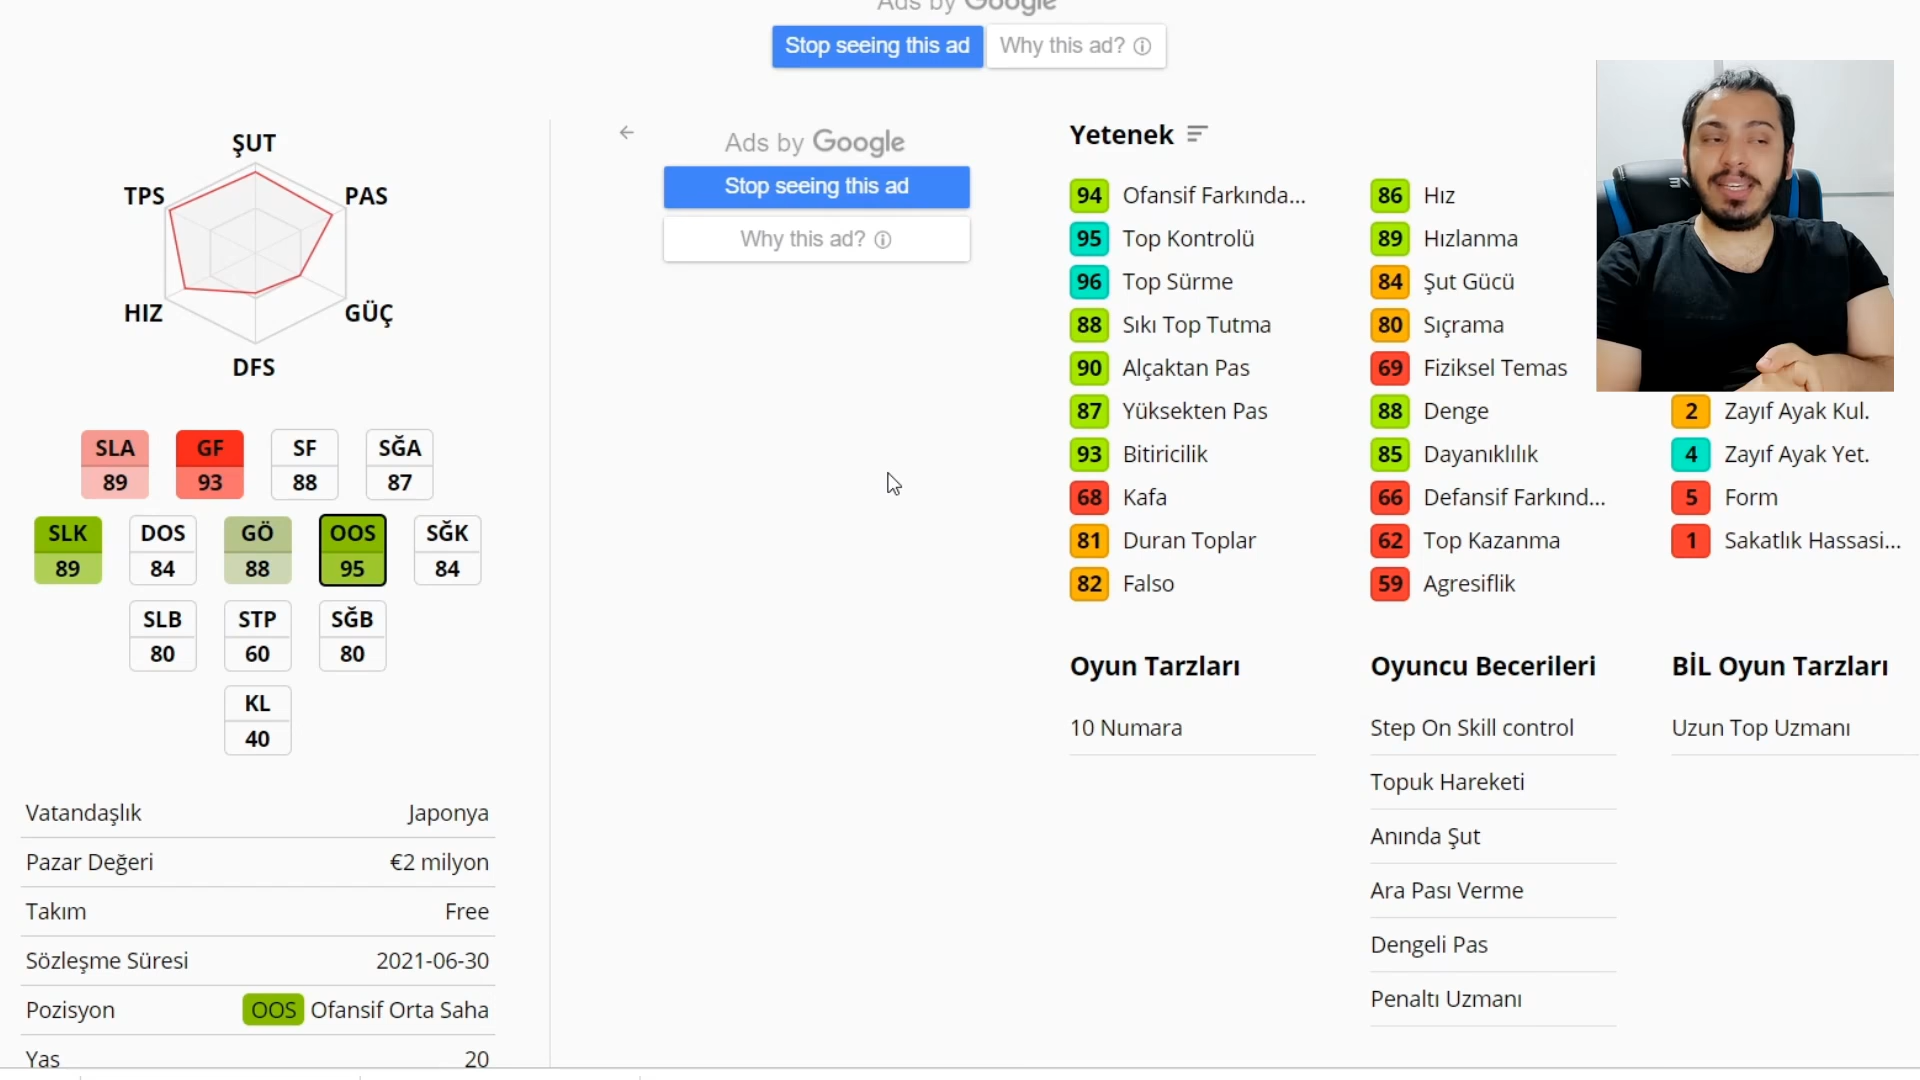 Ads by Google
Stop seeing this ad
Why this ad?
ŞUT
TPS
PAS
HIZ
GÜÇ
DFS
SLA
89
GF
93
SF
88
SĞA
87
SLK
89
DOS
84
GÖ
88
OOS
95
SĞK
84
SLB
80
STP
60
SĞB
80
KL
40
Vatandaşlık Japonya
Pazar Değeri €2 milyon
Takım Free
Sözleşme Süresi 2021-06-30
Pozisyon OOS Ofansif Orta Saha
Yaş 20
Ads by Google
Stop seeing this ad
Why this ad?
Yetenek
94 Ofansif Farkında...
95 Top Kontrolü
96 Top Sürme
88 Sıkı Top Tutma
90 Alçaktan Pas
87 Yüksekten Pas
93 Bitiricilik
68 Kafa
81 Duran Toplar
82 Falso
86 Hız
89 Hızlanma
84 Şut Gücü
80 Sıçrama
69 Fiziksel Temas
88 Denge
85 Dayanıklılık
66 Defansif Farkınd...
62 Top Kazanma
59 Agresiflik
2 Zayıf Ayak Kul.
4 Zayıf Ayak Yet.
5 Form
1 Sakatlık Hassasi...
Oyun Tarzları
10 Numara
Oyuncu Becerileri
Step On Skill control
Topuk Hareketi
Anında Şut
Ara Pası Verme
Dengeli Pas
Penaltı Uzmanı
BİL Oyun Tarzları
Uzun Top Uzmanı